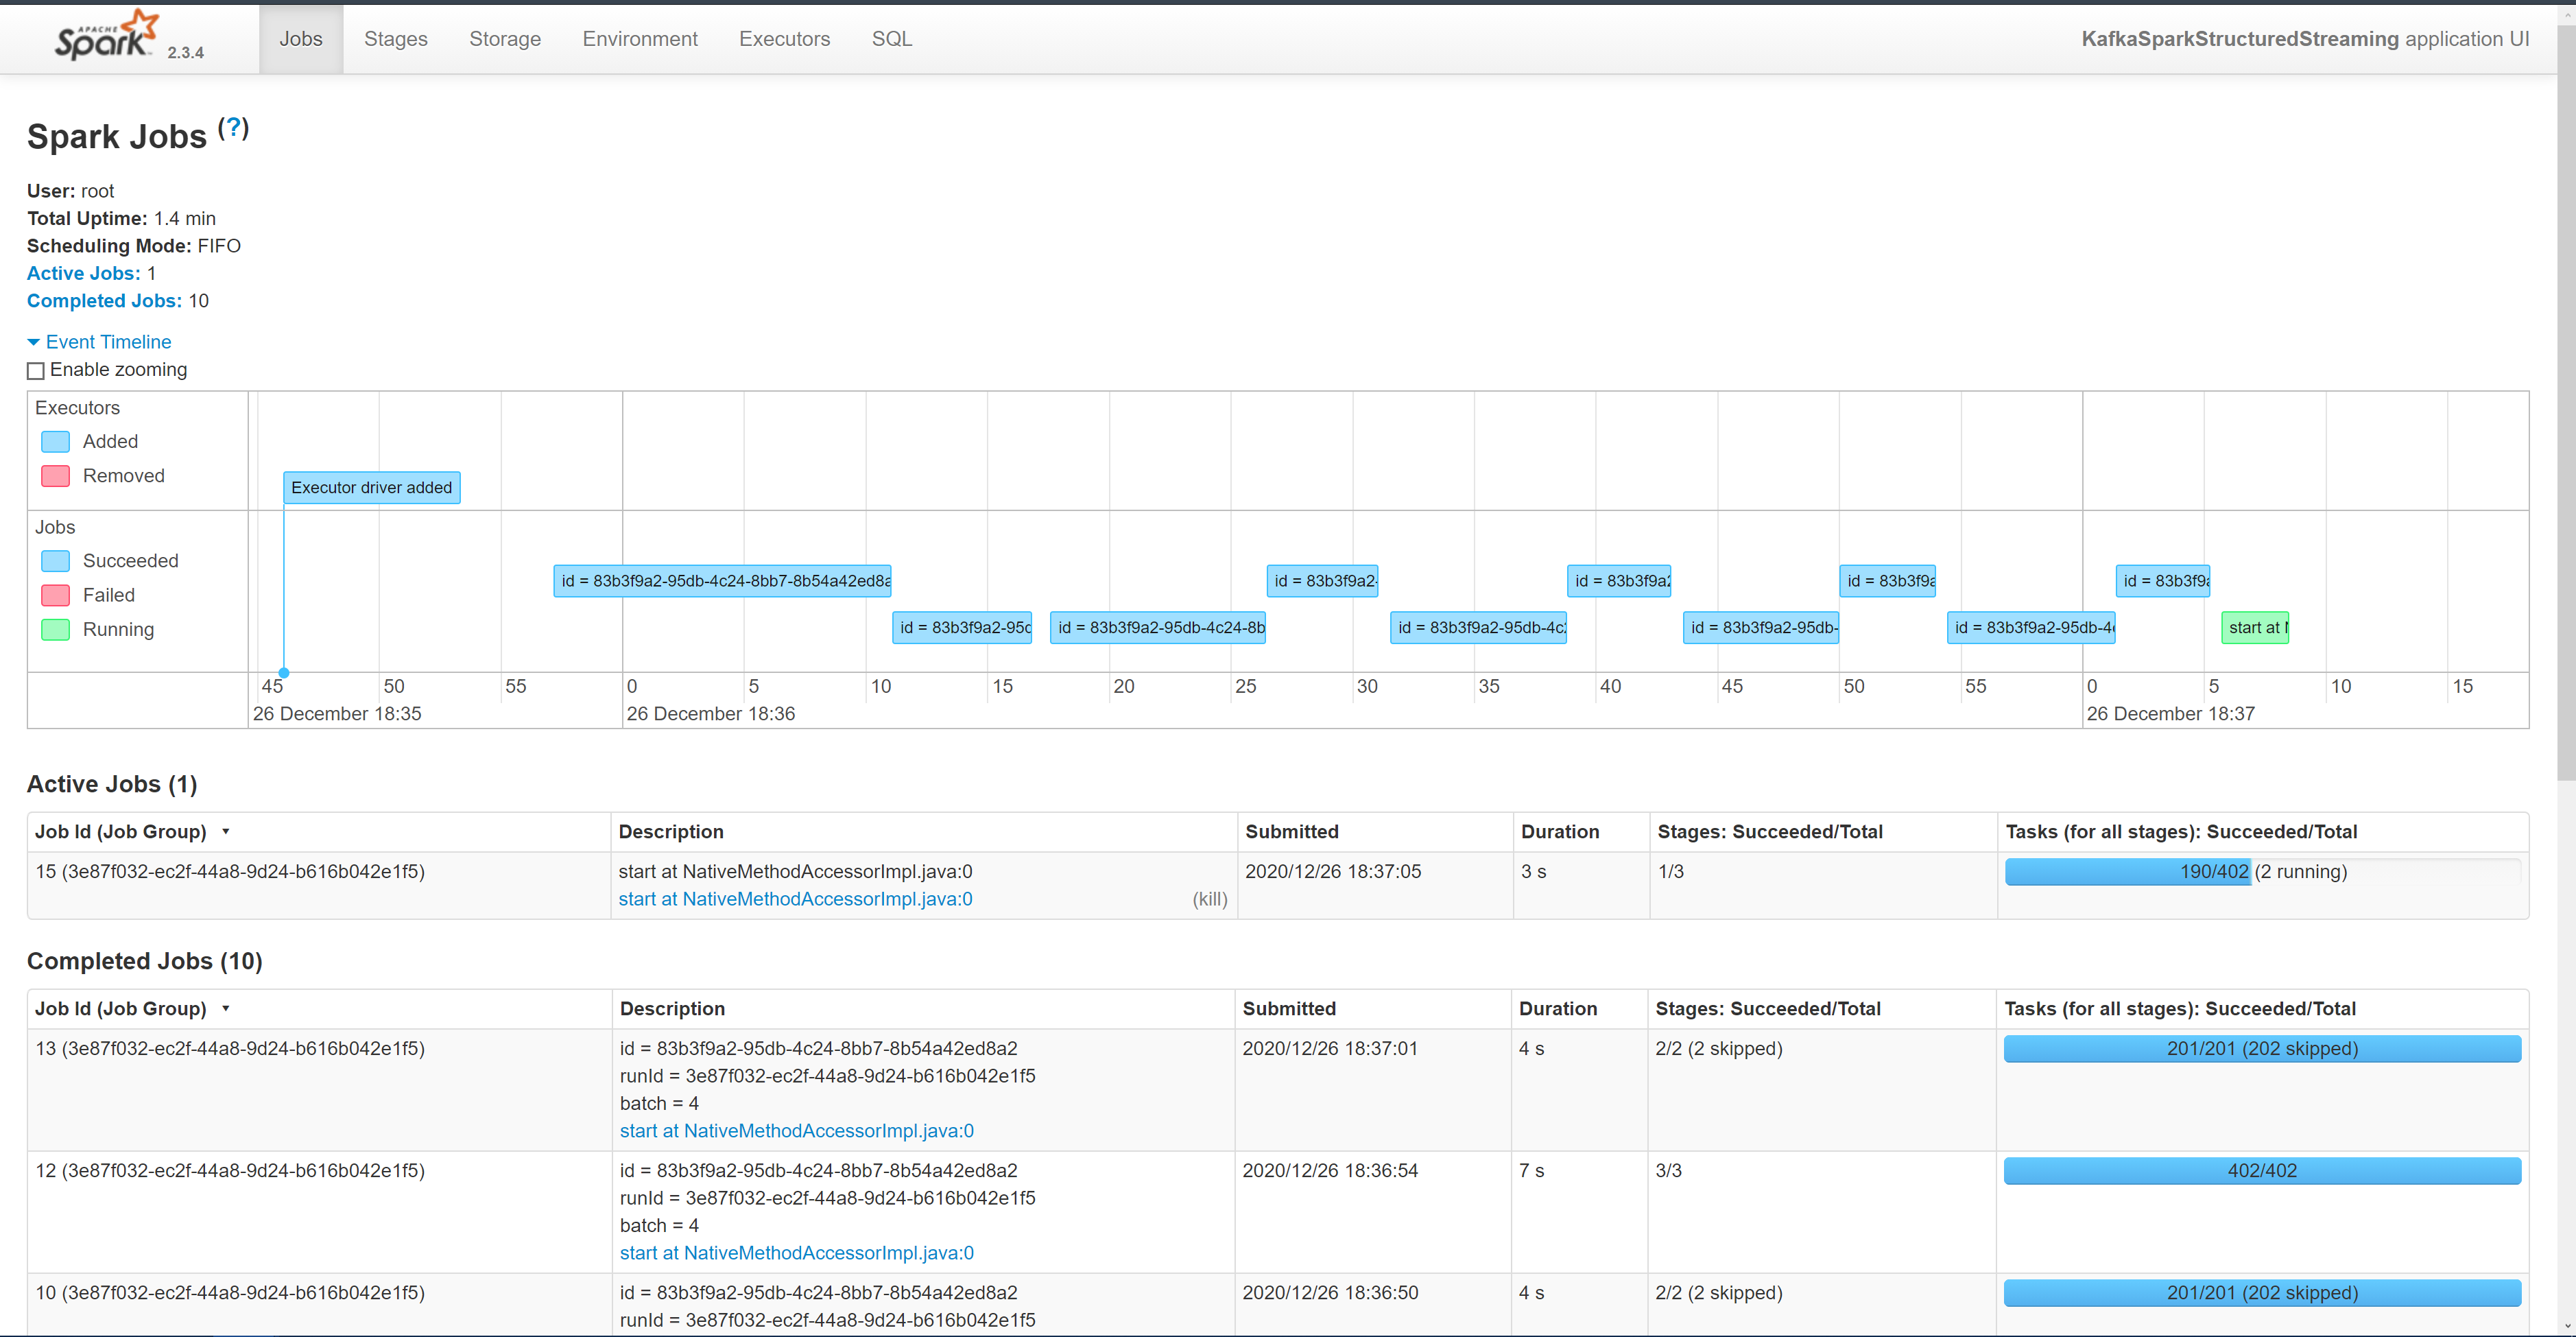 APACHE
Spark 2.3.4
Jobs Stages Storage Environment Executors SQL
KafkaSparkStructuredStreaming application UI
Spark Jobs (?)
User: root
Total Uptime: 1.4 min
Scheduling Mode: FIFO
Active Jobs: 1
Completed Jobs: 10
Event Timeline
Enable zooming
Executors
Added
Removed
Executor driver added
Jobs
Succeeded
Failed
Running
id = 83b3f9a2-95db-4c24-8bb7-8b54a42ed8a
id = 83b3f9a2-
id = 83b3f9a2
id = 83b3f9a
id = 83b3f9a
id = 83b3f9a2-95d
id = 83b3f9a2-95db-4c24-8b
id = 83b3f9a2-95db-4c2
id = 83b3f9a2-95db-
id = 83b3f9a2-95db-4
start at N
45 50 55 0 5 10 15 20 25 30 35 40 45 50 55 0 5 10 15
26 December 18:35 26 December 18:36 26 December 18:37
Active Jobs (1)
Job Id (Job Group) Description Submitted Duration Stages: Succeeded/Total Tasks (for all stages): Succeeded/Total
15 (3e87f032-ec2f-44a8-9d24-b616b042e1f5) start at NativeMethodAccessorImpl.java:0 2020/12/26 18:37:05 3 s 1/3 190/402 (2 running)
start at NativeMethodAccessorImpl.java:0 (kill)
Completed Jobs (10)
Job Id (Job Group) Description Submitted Duration Stages: Succeeded/Total Tasks (for all stages): Succeeded/Total
13 (3e87f032-ec2f-44a8-9d24-b616b042e1f5) id = 83b3f9a2-95db-4c24-8bb7-8b54a42ed8a2 2020/12/26 18:37:01 4 s 2/2 (2 skipped) 201/201 (202 skipped)
runId = 3e87f032-ec2f-44a8-9d24-b616b042e1f5
batch = 4
start at NativeMethodAccessorImpl.java:0
12 (3e87f032-ec2f-44a8-9d24-b616b042e1f5) id = 83b3f9a2-95db-4c24-8bb7-8b54a42ed8a2 2020/12/26 18:36:54 7 s 3/3 402/402
runId = 3e87f032-ec2f-44a8-9d24-b616b042e1f5
batch = 4
start at NativeMethodAccessorImpl.java:0
10 (3e87f032-ec2f-44a8-9d24-b616b042e1f5) id = 83b3f9a2-95db-4c24-8bb7-8b54a42ed8a2 2020/12/26 18:36:50 4 s 2/2 (2 skipped) 201/201 (202 skipped)
runId = 3e87f032-ec2f-44a8-9d24-b616b042e1f5